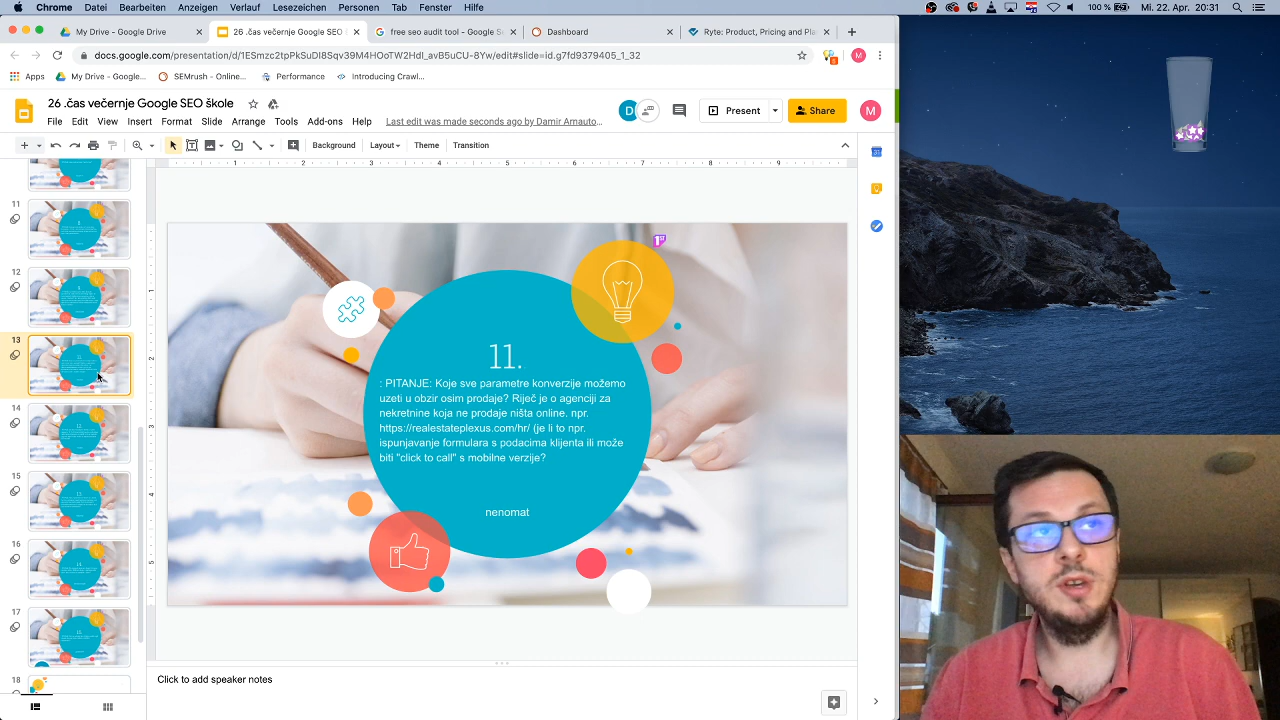 Chrome Datei Bearbeiten Anzeigen Verlauf Lesezeichen Personen Tab Fenster Hilfe 100 % Mi. 22. Apr. 20:31
My Drive - Google Drive
26 .čas večernje Google SEO
free seo audit tool - Google S
Dashboard
Ryte: Product, Pricing and Pla
docs.google.com/presentation/d/1ESmzc2tpPkSuDI8Sqv39M4HOoTW2HdI_avB5uCU-8Yw/edit#slide=id.g7fd9379405_1_32
Apps My Drive - Google... SEMrush - Online... Performance Introducing Crawl...
26 .čas večernje Google SEO škole
File Edit View Insert Format Slide Arrange Tools Add-ons Help Last edit was made seconds ago by Damir Arnauto...
D
Present
Share
M
Background Layout Theme Transition
11
12
13
14
15
16
17
18
11.
: PITANJE: Koje sve parametre konverzije možemo
uzeti u obzir osim prodaje? Riječ je o agenciji za
nekretnine koja ne prodaje ništa online. npr.
https://realestateplexus.com/hr/ (je li to npr.
ispunjavanje formulara s podacima klijenta ili može
biti "click to call" s mobilne verzije?
nenomat
Click to add speaker notes